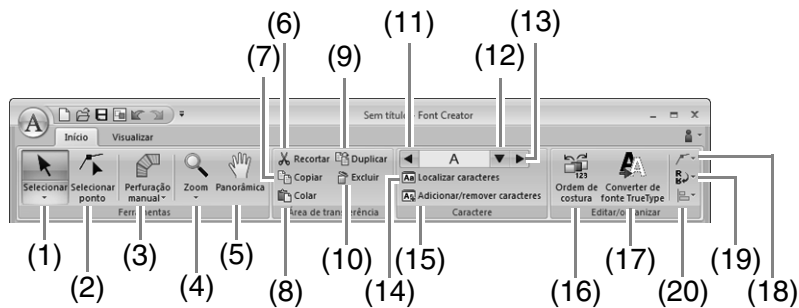 (6) (9) (11) (12) (13)
(7)
A
Sem título - Font Creator
Início Visualizar
Recortar Duplicar A
Copiar Excluir Localizar caracteres
Colar Adicionar/remover caracteres
Selecionar Selecionar ponto Perfuração manual Zoom Panorâmica
Ordem de costura Converter de fonte TrueType
Ferramentas Área de transferência Caractere Editar/organizar
(1) (2) (3) (4) (5) (8) (10) (14) (15) (16) (17) (20) (19) (18)